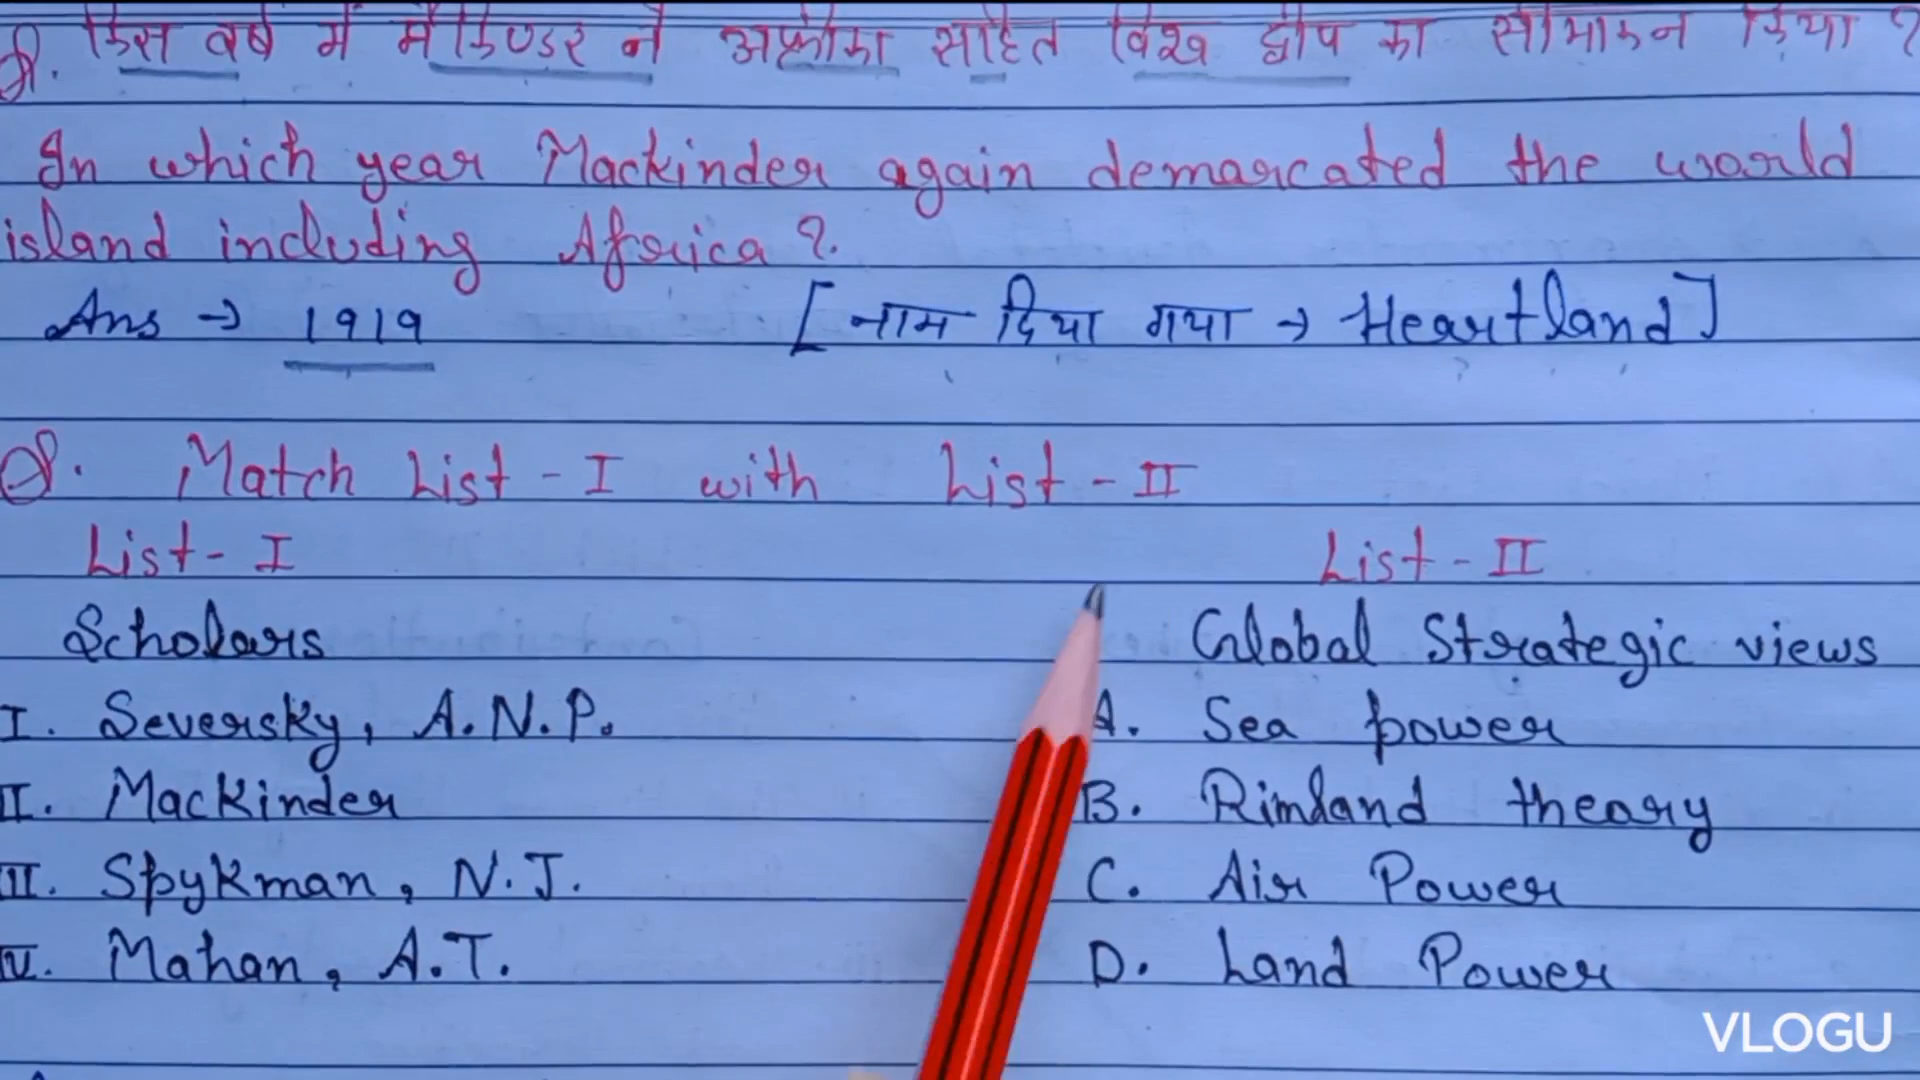 Q. किस वर्ष में मैकिण्डर ने अफ्रीका सहित विश्व द्वीप का सीमांकन किया ?
In which year Mackinder again demarcated the world
island including Africa ?
Ans → 1919 [नाम दिया गया → Heartland]
Q. Match List - I with List - II
List - I List - II
Scholars Global Strategic views
I. Seversky, A.N.P. A. Sea power
II. Mackinder B. Rimland theory
III. Spykman, N.J. C. Air Power
IV. Mahan, A.T. D. Land Power
VLOGU